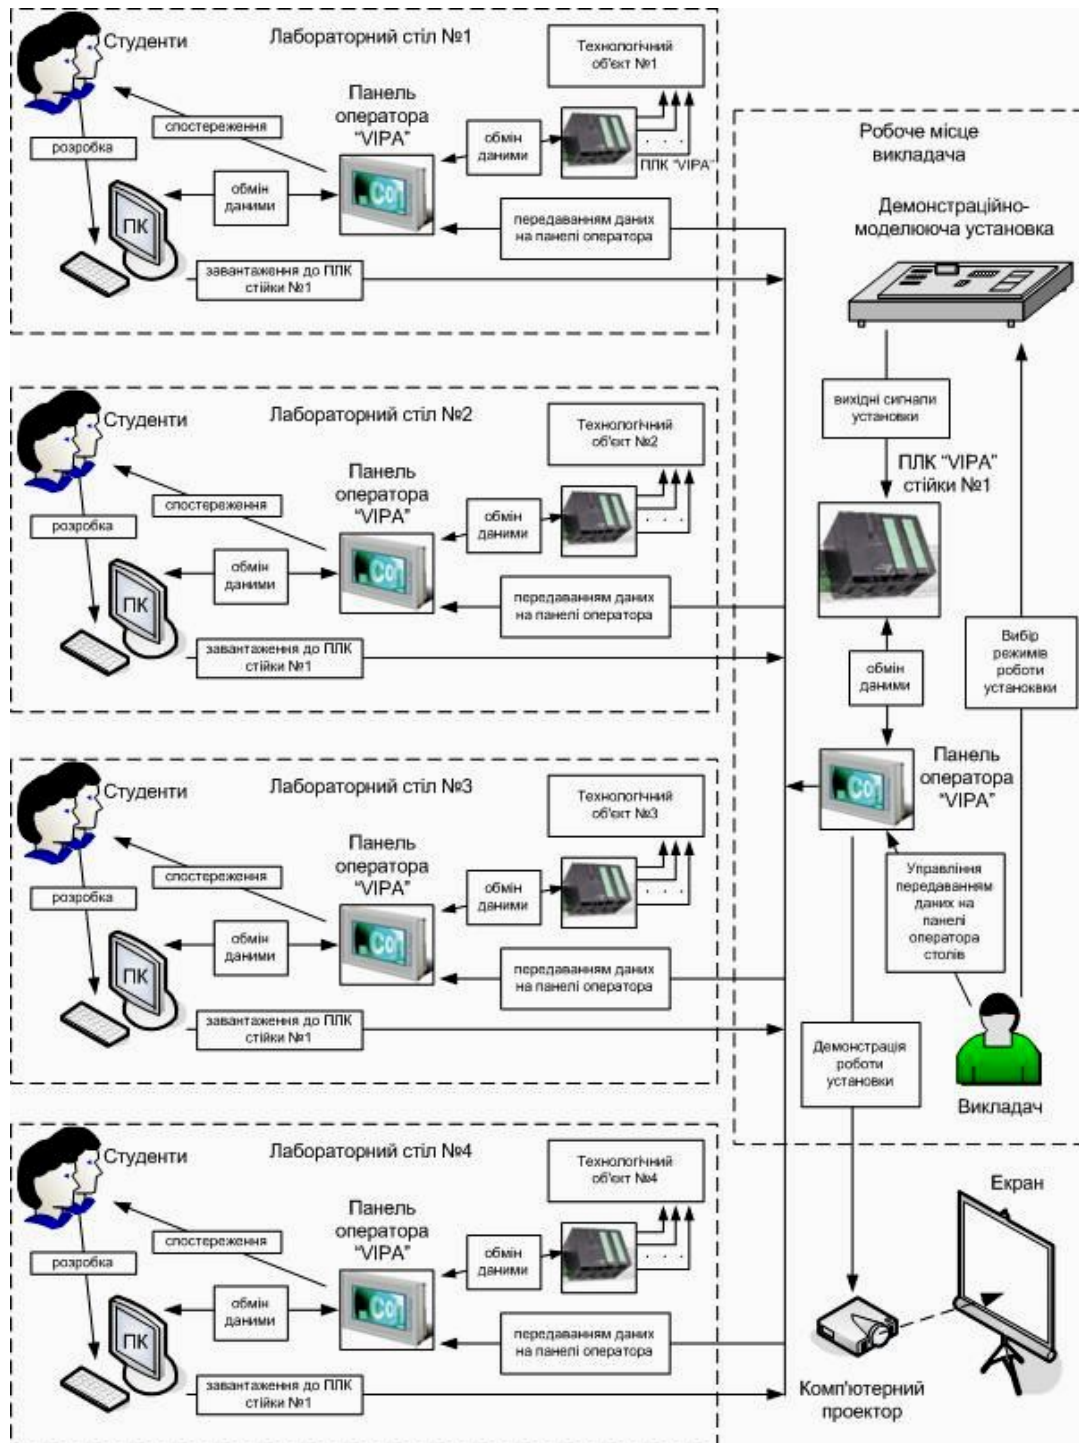 Студенти
Лабораторний стіл №1
Технологічний
об'єкт №1
Панель
оператора
“VIPA”
спостереження
розробка
обмін
даними
ПЛК “VIPA”
ПК
обмін
даними
передаванням даних
на панелі оператора
завантаження до ПЛК
стійки №1
Студенти
Лабораторний стіл №2
Технологічний
об'єкт №2
Панель
оператора
“VIPA”
спостереження
розробка
обмін
даними
ПК
обмін
даними
передаванням даних
на панелі оператора
завантаження до ПЛК
стійки №1
Студенти
Лабораторний стіл №3
Технологічний
об'єкт №3
Панель
оператора
“VIPA”
спостереження
розробка
обмін
даними
ПК
обмін
даними
передаванням даних
на панелі оператора
завантаження до ПЛК
стійки №1
Студенти
Лабораторний стіл №4
Технологічний
об'єкт №4
Панель
оператора
“VIPA”
спостереження
розробка
обмін
даними
ПК
обмін
даними
передаванням даних
на панелі оператора
завантаження до ПЛК
стійки №1
Робоче місце
викладача
Демонстраційно-
моделююча установка
вихідні сигнали
установки
ПЛК “VIPA”
стійки №1
Вибір
режимів
роботи
установки
обмін
даними
Панель
оператора
“VIPA”
Управління
передаванням
даних на
панелі
оператора
столів
Демонстрація
роботи
установки
Викладач
Екран
Комп'ютерний
проектор